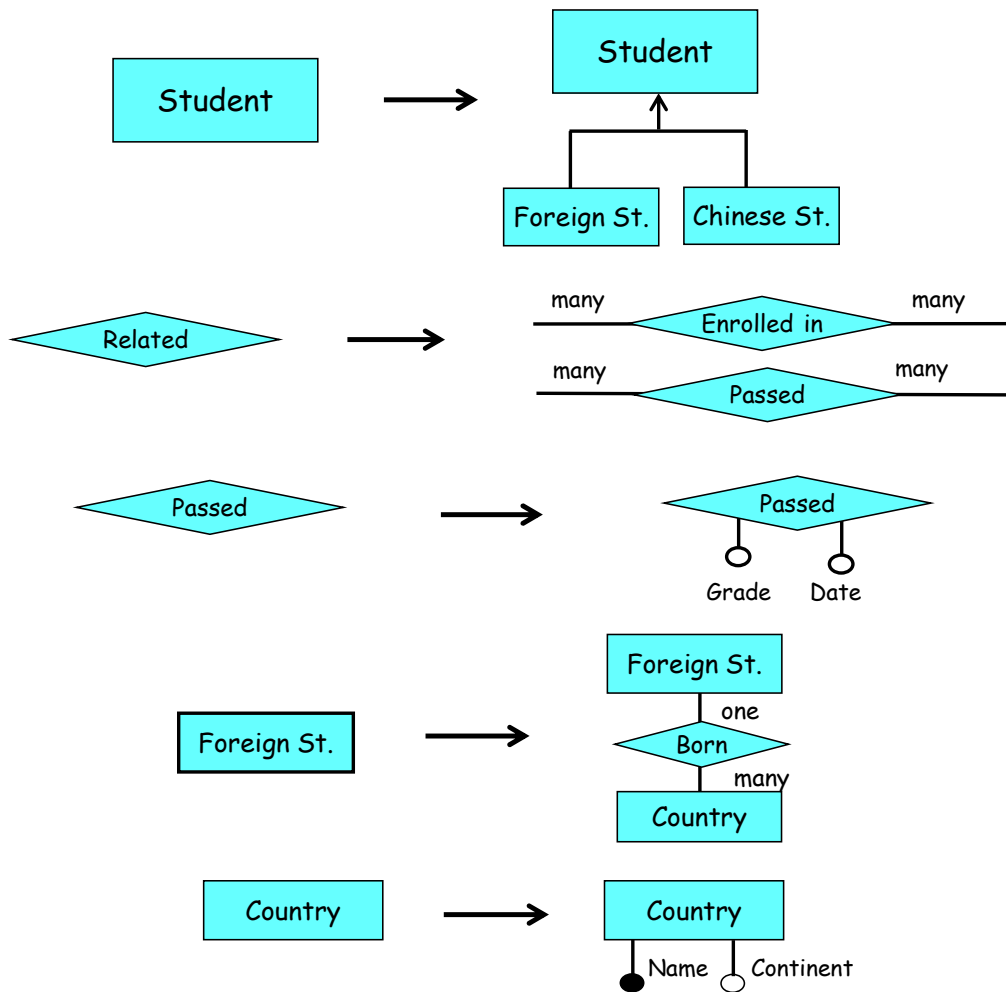 Student
Student
Foreign St.
Chinese St.
many
many
Related
Enrolled in
many
many
Passed
Passed
Passed
Grade
Date
Foreign St.
one
Foreign St.
Born
many
Country
Country
Country
Name
Continent